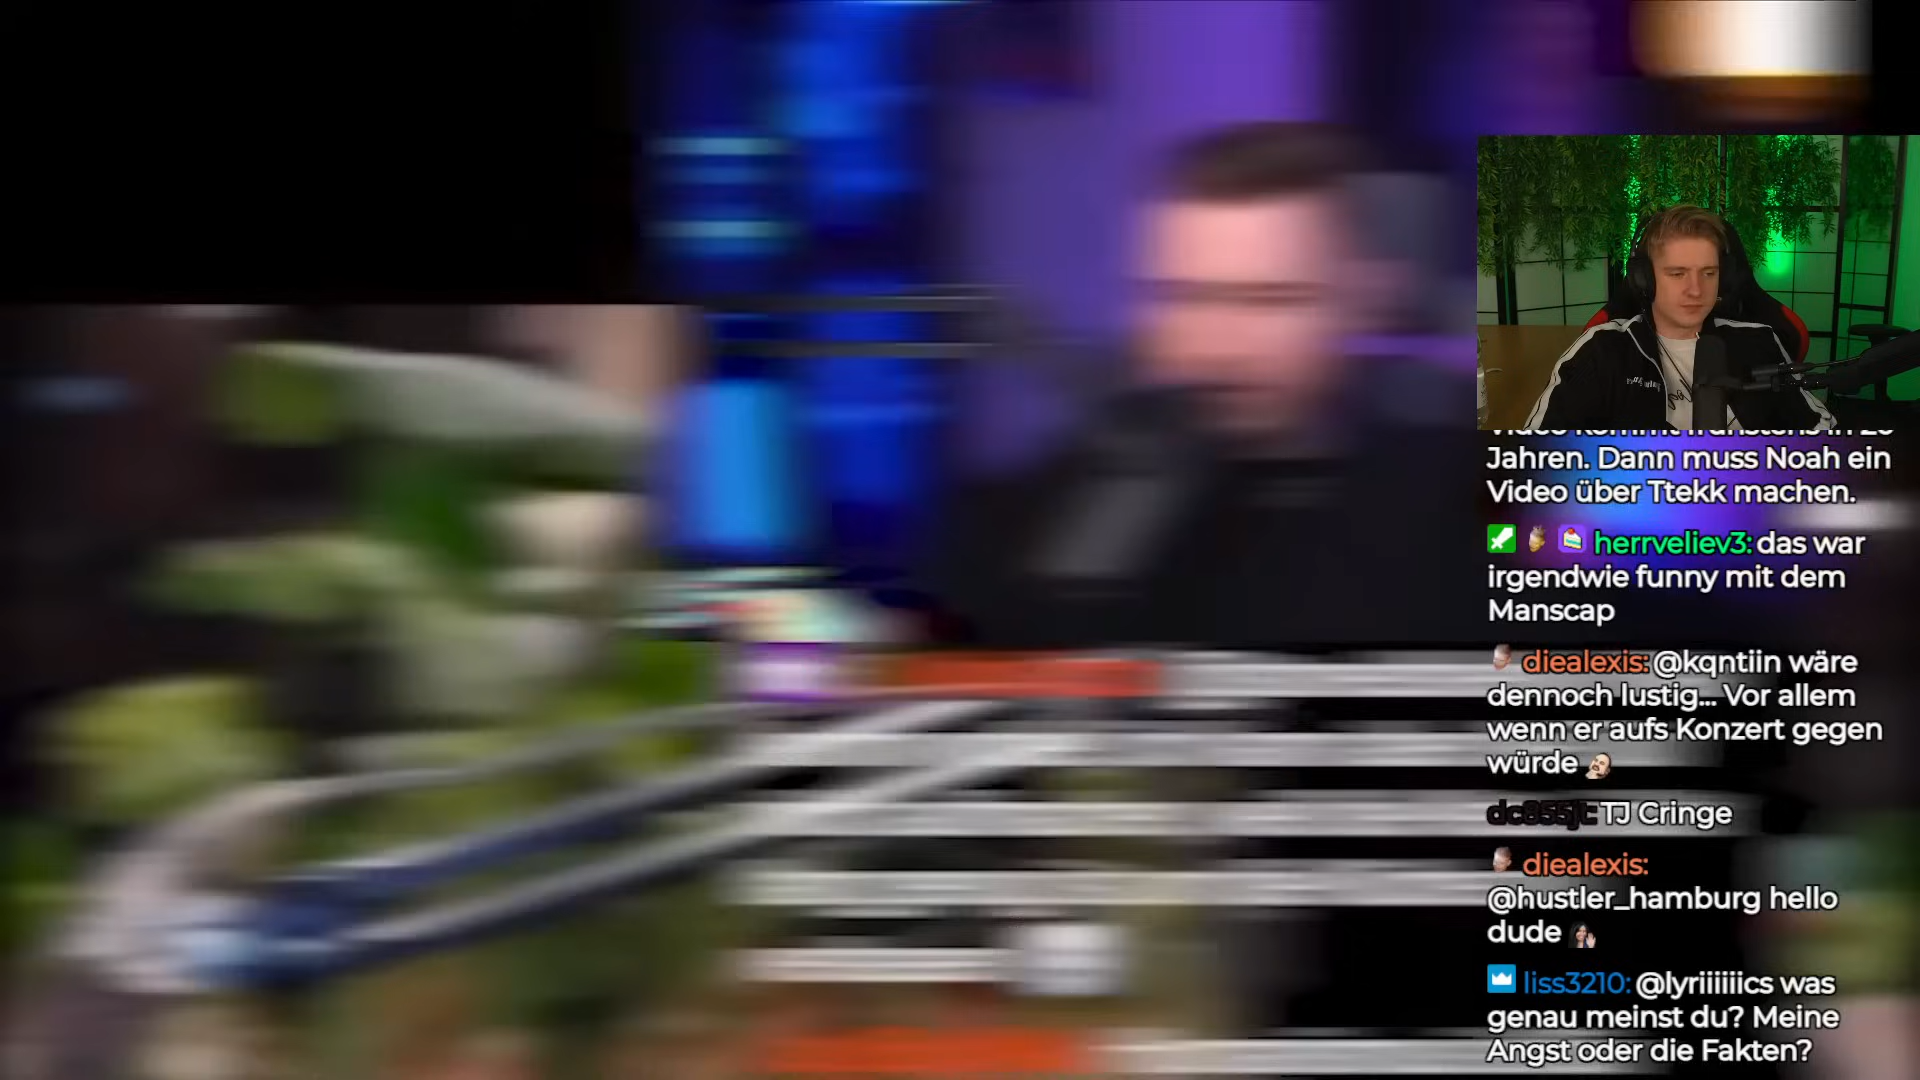 Jahren. Dann muss Noah ein
Video über Ttekk machen.
herrveliev3: das war
irgendwie funny mit dem
Manscap
diealexis: @kqntiin wäre
dennoch lustig... Vor allem
wenn er aufs Konzert gegen
würde
dc855jt: TJ Cringe
diealexis:
@hustler_hamburg hello
dude
liss3210: @lyriiiiiics was
genau meinst du? Meine
Angst oder die Fakten?